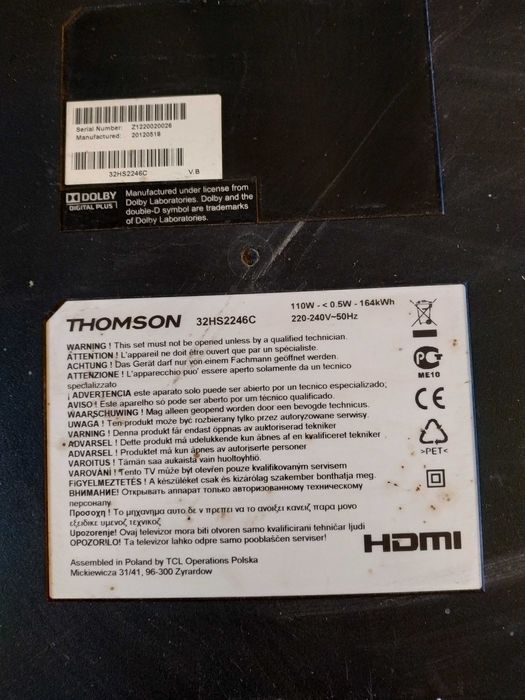 Serial Number: Z1220020026
Manufactured: 20120518
32HS2246C V.B
DOLBY
DIGITAL PLUS
Manufactured under license from
Dolby Laboratories. Dolby and the
double-D symbol are trademarks
of Dolby Laboratories.
THOMSON 32HS2246C
110W - < 0.5W - 164kWh
220-240V~50Hz
WARNING ! This set must not be opened unless by a qualified technician.
ATTENTION ! L'appareil ne doit être ouvert que par un spécialiste.
ACHTUNG ! Das Gerät darf nur von einem Fachmann geöffnet werden.
ATTENZIONE ! L'apparecchio puo' essere aperto solamente da un tecnico
specializzato
¡ ADVERTENCIA este aparato solo puede ser abierto por un tecnico especializado;
AVISO! Este aparelho só pode ser aberto por um técnico qualificado.
WAARSCHUWING ! Mag alleen geopend worden door een bevoegde technicus.
UWAGA ! Ten produkt może być rozbierany tylko przez autoryzowane serwisy.
VARNING ! Denna produkt får endast öppnas av auktoriserad tekniker
ADVARSEL ! Dette produkt må udelukkende kun åbnes af en kvalificeret tekniker
ADVARSEL ! Produktet må kun åpnes av autoriserte personer
VAROITUS ! Tämän saa aukaista vain huoltoyhtiö.
VAROVÁNÍ ! Tento TV může být otevřen pouze kvalifikovaným servisem
FIGYELMEZTETÉS ! A készüléket csak és kizárólag szakember bonthatja meg.
ВНИМАНИЕ! Открывать аппарат только авторизованному техническому
персоналу
Προσοχη ! Το μηχανημα αυτο δε ν πρεπει να το ανοιξει κανεις παρα μονο
εξειδικε υμενος τεχνικος
Upozorenje! Ovaj televizor mora biti otvoren samo kvalificirani tehničar ljudi
OPOZORILO! Ta televizor lahko odpre samo pooblaščen serviser!
Assembled in Poland by TCL Operations Polska
Mickiewicza 31/41, 96-300 Zyrardow
ME10
CE
>PET<
HDMI